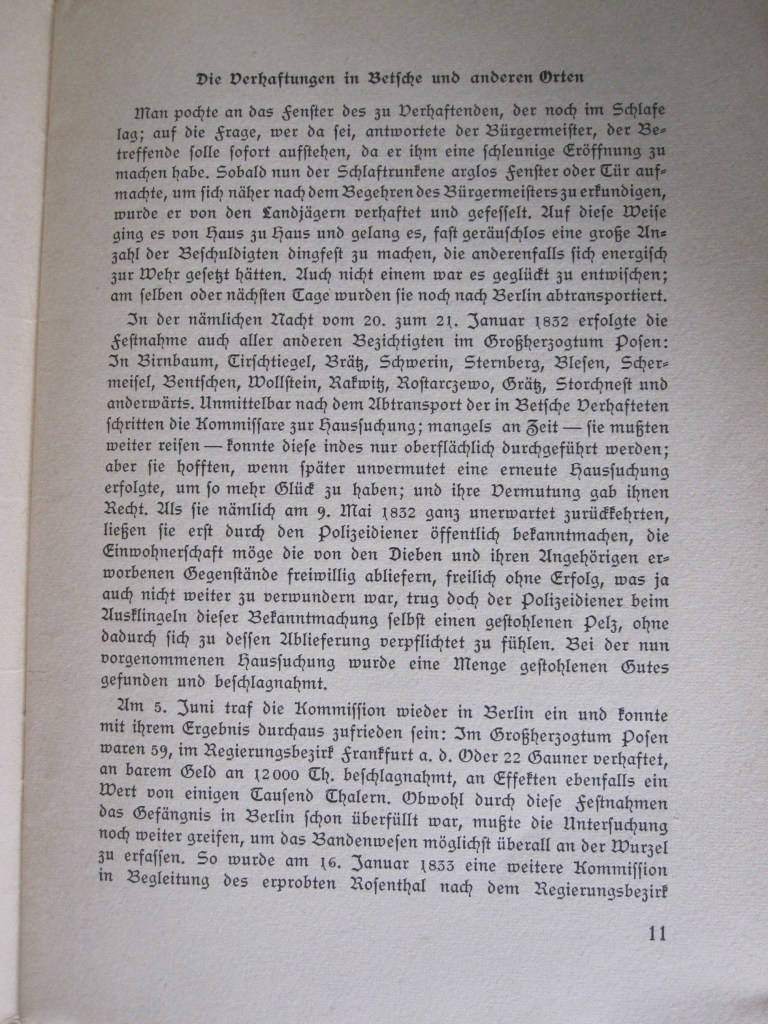 Die Verhaftungen in Betsche und anderen Orten
Man pochte an das Fenster des zu Verhaftenden, der noch im Schlafe
lag; auf die Frage, wer da sei, antwortete der Bürgermeister, der Be-
treffende solle sofort aufstehen, da er ihm eine schleunige Eröffnung zu
machen habe. Sobald nun der Schlaftrunkene arglos Fenster oder Tür auf-
machte, um sich näher nach dem Begehren des Bürgermeisters zu erkundigen,
wurde er von den Landjägern verhaftet und gefesselt. Auf diese Weise
ging es von Haus zu Haus und gelang es, fast geräuschlos eine große An-
zahl der Beschuldigten dingfest zu machen, die anderenfalls sich energisch
zur Wehr gesetzt hätten. Auch nicht einem war es geglückt zu entwischen;
am selben oder nächsten Tage wurden sie noch nach Berlin abtransportiert.
In der nämlichen Nacht vom 20. zum 21. Januar 1832 erfolgte die
Festnahme auch aller anderen Bezichtigten im Großherzogtum Posen:
In Birnbaum, Tirschtiegel, Brätz, Schwerin, Sternberg, Blesen, Scher-
meisel, Bentschen, Wollstein, Rakwitz, Rostarczewo, Grätz, Storchnest und
anderwärts. Unmittelbar nach dem Abtransport der in Betsche Verhafteten
schritten die Kommissare zur Haussuchung; mangels an Zeit — sie mußten
weiter reisen — konnte diese indes nur oberflächlich durchgeführt werden;
aber sie hofften, wenn später unvermutet eine erneute Haussuchung
erfolgte, um so mehr Glück zu haben; und ihre Vermutung gab ihnen
Recht. Als sie nämlich am 9. Mai 1832 ganz unerwartet zurückkehrten,
ließen sie erst durch den Polizeidiener öffentlich bekanntmachen, die
Einwohnerschaft möge die von den Dieben und ihren Angehörigen er-
worbenen Gegenstände freiwillig abliefern, freilich ohne Erfolg, was ja
auch nicht weiter zu verwundern war, trug doch der Polizeidiener beim
Ausklingeln dieser Bekanntmachung selbst einen gestohlenen Pelz, ohne
dadurch sich zu dessen Ablieferung verpflichtet zu fühlen. Bei der nun
vorgenommenen Haussuchung wurde eine Menge gestohlenen Gutes
gefunden und beschlagnahmt.
Am 5. Juni traf die Kommission wieder in Berlin ein und konnte
mit ihrem Ergebnis durchaus zufrieden sein: Im Großherzogtum Posen
waren 59, im Regierungsbezirk Frankfurt a. d. Oder 22 Gauner verhaftet,
an barem Geld an 12000 Th. beschlagnahmt, an Effekten ebenfalls ein
Wert von einigen Tausend Thalern. Obwohl durch diese Festnahmen
das Gefängnis in Berlin schon überfüllt war, mußte die Untersuchung
noch weiter greifen, um das Bandenwesen möglichst überall an der Wurzel
zu erfassen. So wurde am 16. Januar 1833 eine weitere Kommission
in Begleitung des erprobten Rosenthal nach dem Regierungsbezirk
11